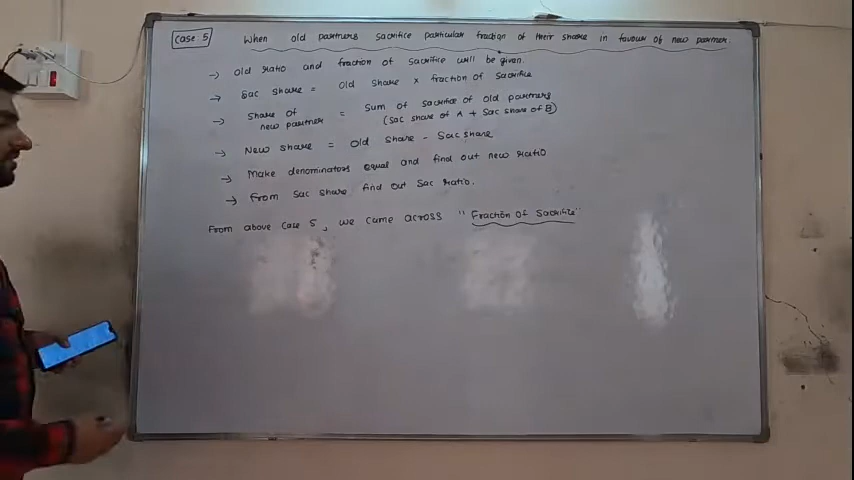 Case 5 When old partners sacrifice particular fraction of their share in favour of new partner.
→ Old ratio and fraction of sacrifice will be given.
→ Sac share = Old share × fraction of sacrifice
→ Share of new partner = Sum of sacrifice of old partners
(Sac share of A + Sac share of B)
→ New share = Old share - Sac share
→ Make denominators equal and find out new ratio
→ From sac share find out Sac ratio.
From above Case 5, we came across "Fraction of Sacrifice"